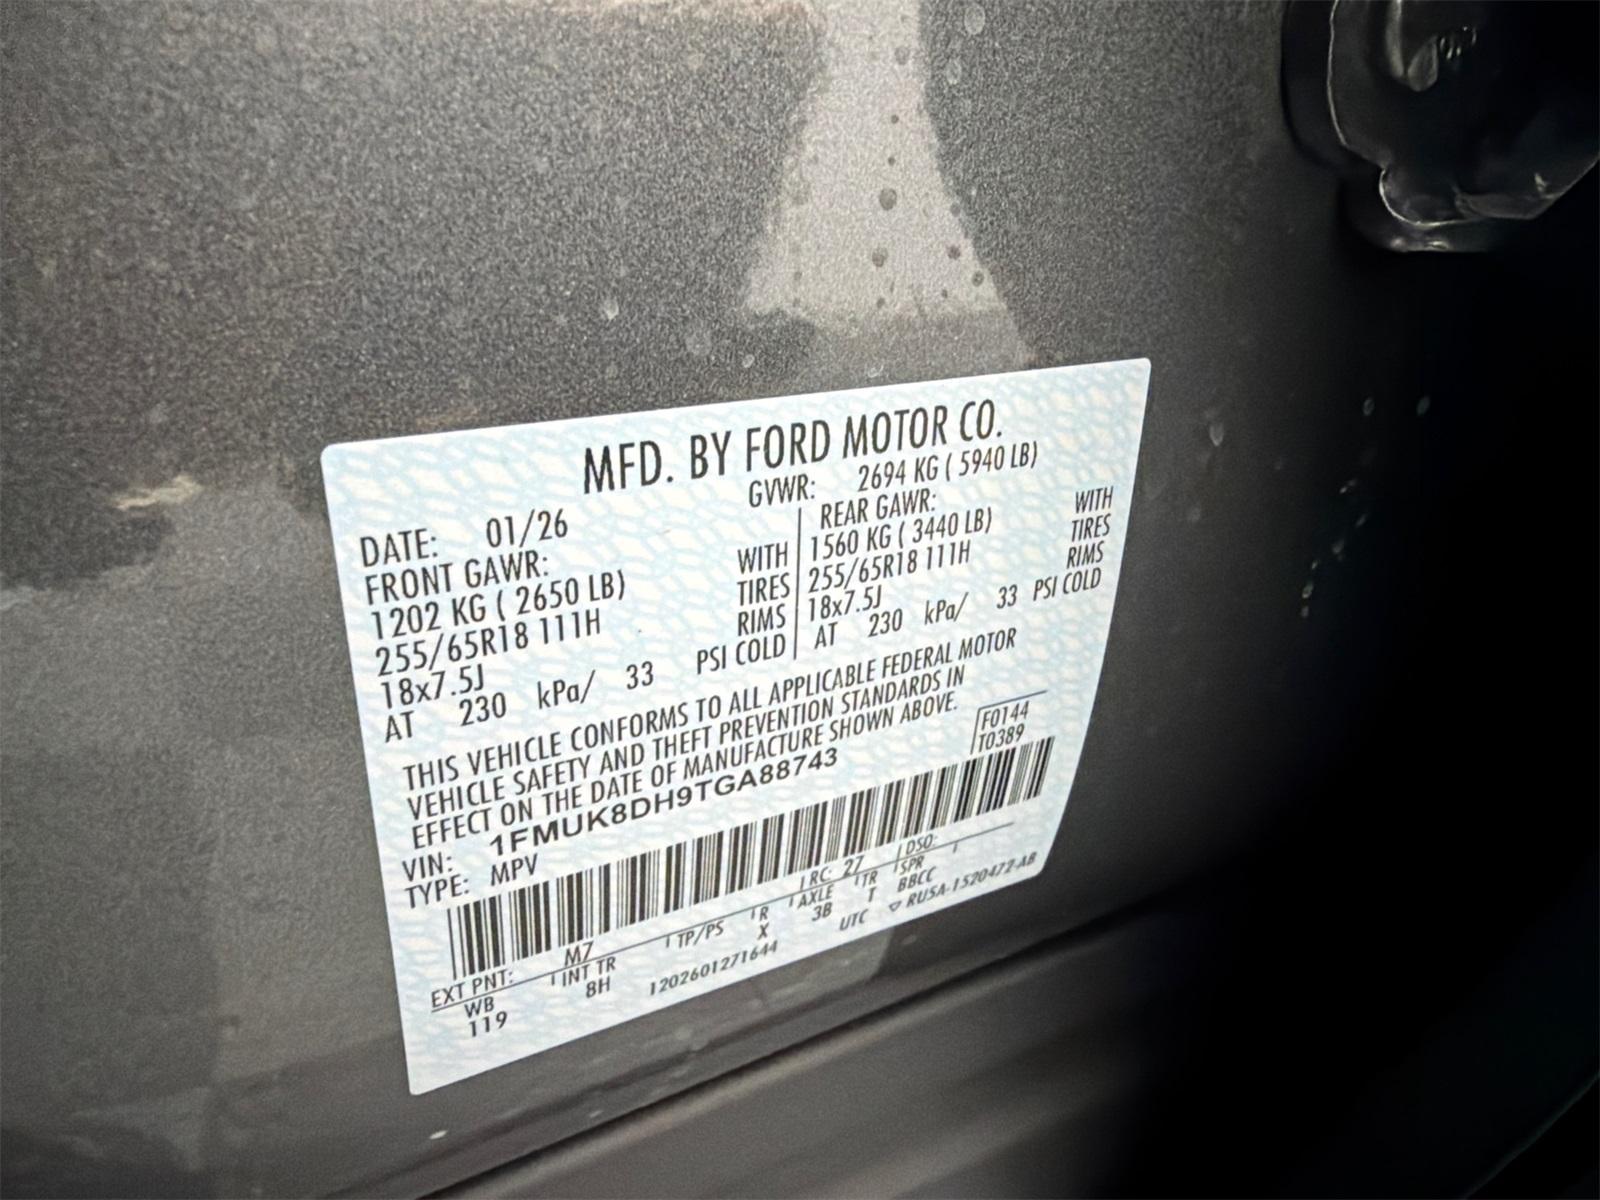 MFD. BY FORD MOTOR CO.
DATE: 01/26 GVWR: 2694 KG ( 5940 LB)
FRONT GAWR: REAR GAWR:
1202 KG ( 2650 LB) WITH 1560 KG ( 3440 LB) WITH
255/65R18 111H TIRES 255/65R18 111H TIRES
18x7.5J RIMS 18x7.5J RIMS
AT 230 kPa/ 33 PSI COLD AT 230 kPa/ 33 PSI COLD
THIS VEHICLE CONFORMS TO ALL APPLICABLE FEDERAL MOTOR
VEHICLE SAFETY AND THEFT PREVENTION STANDARDS IN
EFFECT ON THE DATE OF MANUFACTURE SHOWN ABOVE.
F0144
T0389
VIN: 1FMUK8DH9TGA88743
TYPE: MPV
EXT PNT: M7 RC: 27 DSO:
WB INT TR TP/PS R AXLE TR SPR
119 8H X 3B T BBCC
1202601271644 UTC ▽ RU5A-1520472-AB